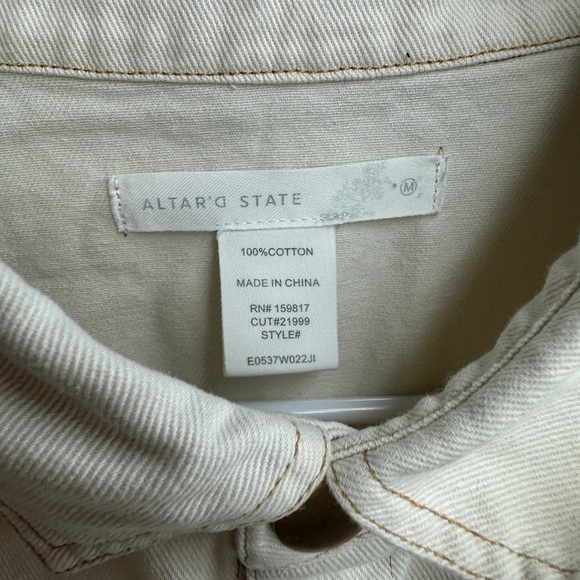 ALTAR'D STATE
M
100%COTTON
MADE IN CHINA
RN# 159817
CUT#21999
STYLE#
E0537W022JI